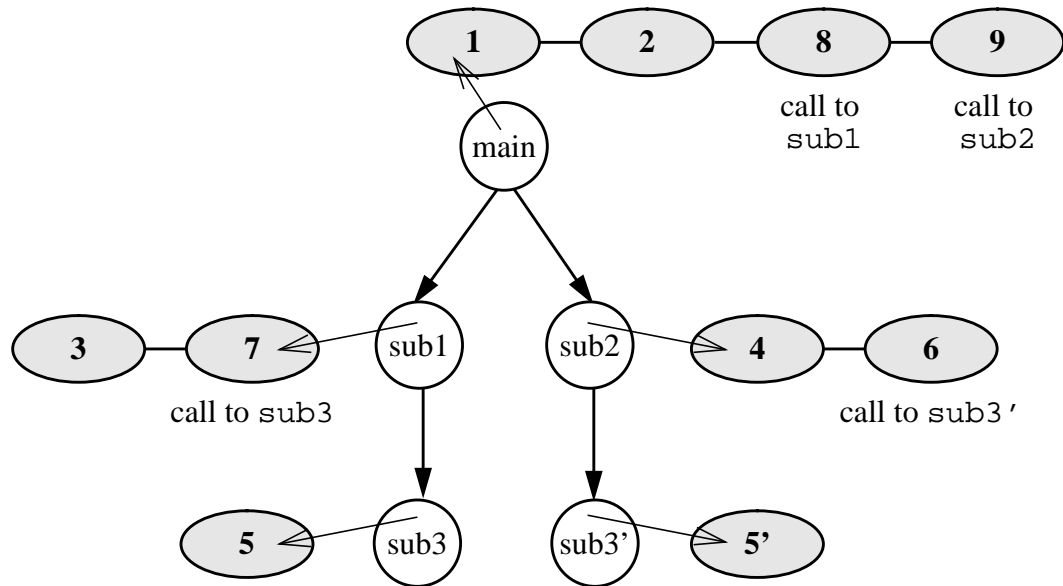 1 2 8 9
call to call to
sub1 sub2
main
3 7 sub1 sub2 4 6
call to sub3 call to sub3'
5 sub3 sub3' 5’